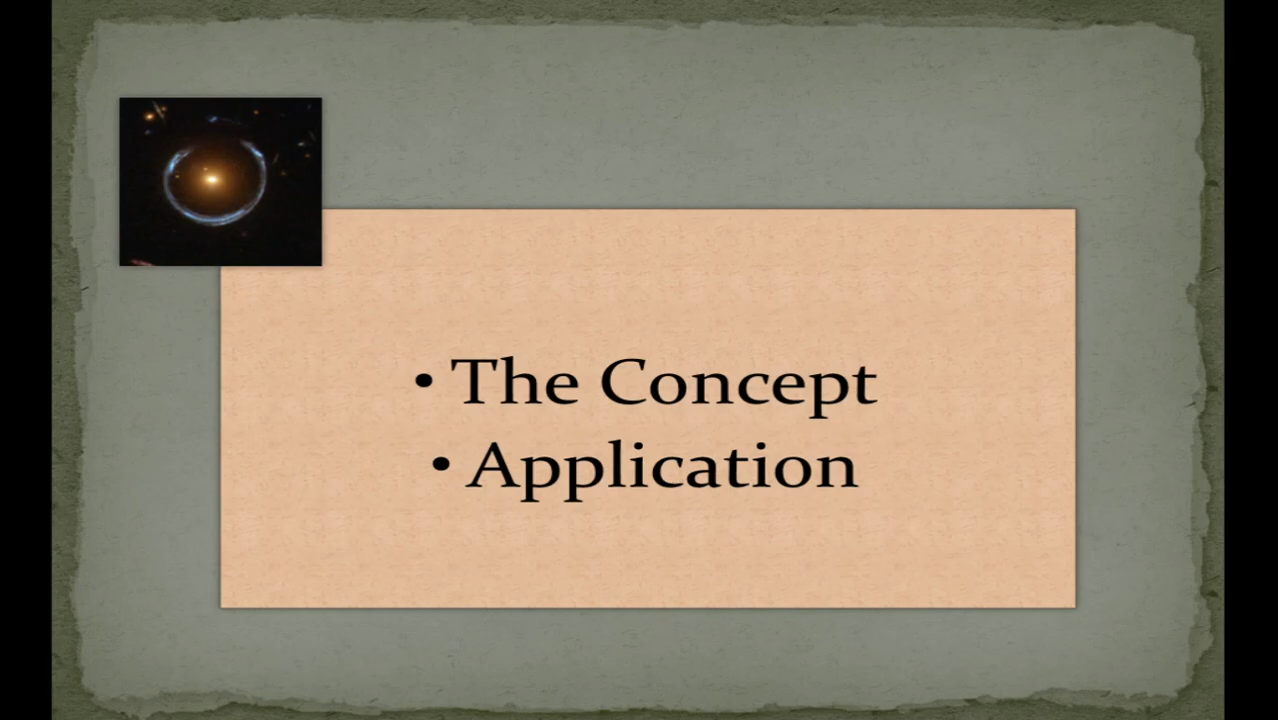 • The Concept
• Application